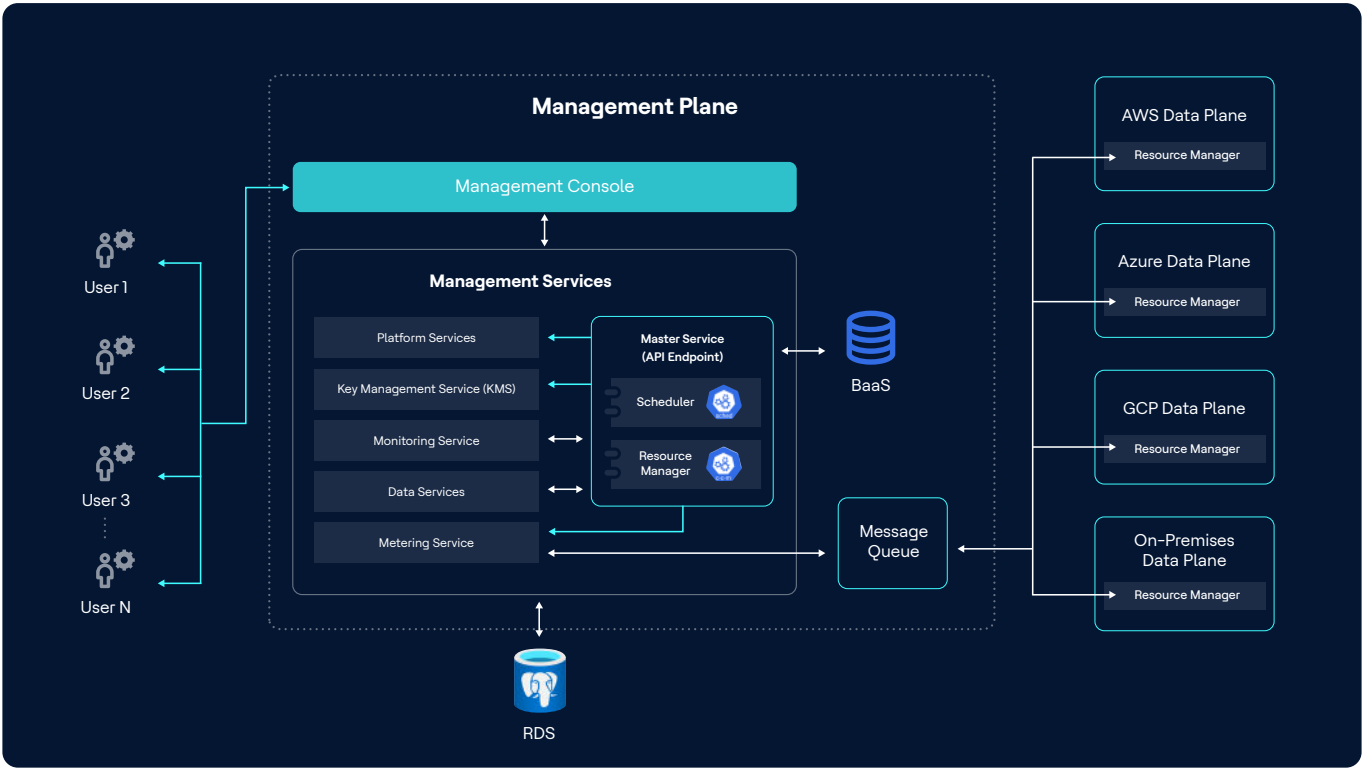 Management Plane
Management Console
Management Services
Platform Services
Key Management Service (KMS)
Monitoring Service
Data Services
Metering Service
Master Service
(API Endpoint)
Scheduler
sched
Resource
Manager
c-c-m
User 1
User 2
User 3
User N
BaaS
Message
Queue
RDS
AWS Data Plane
Resource Manager
Azure Data Plane
Resource Manager
GCP Data Plane
Resource Manager
On-Premises
Data Plane
Resource Manager